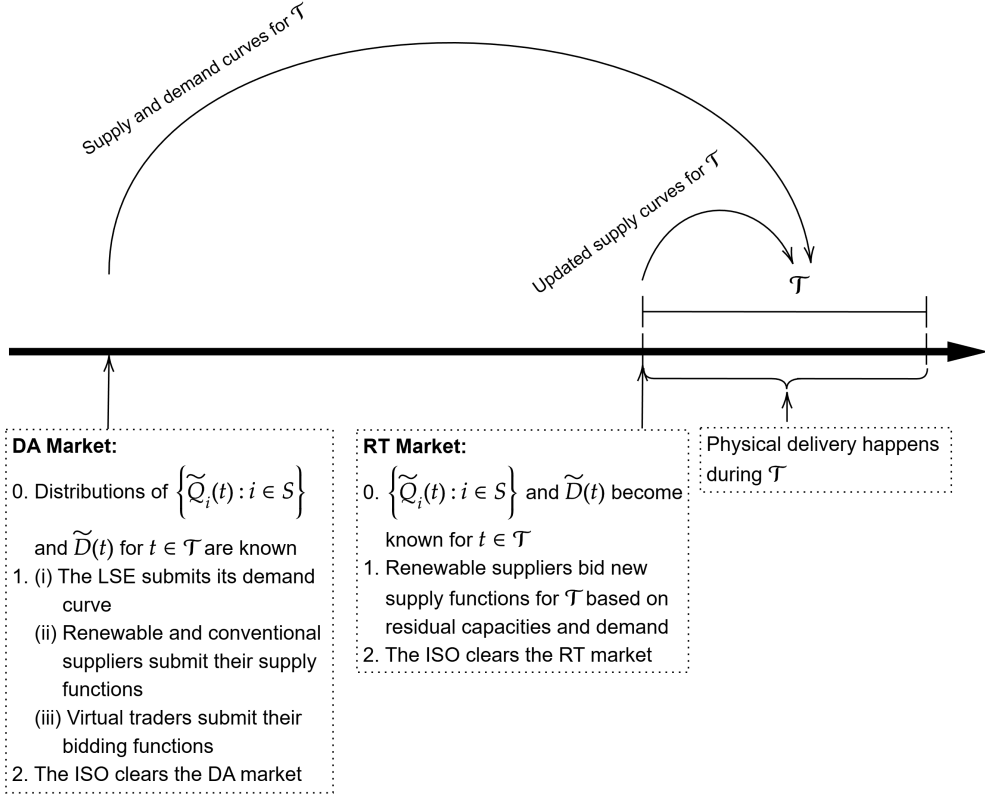 Supply and demand curves for 𝒯
Updated supply curves for 𝒯
𝒯
DA Market:
0. Distributions of {Q̃ᵢ(t) : i ∈ S}
and D̃(t) for t ∈ 𝒯 are known
1. (i) The LSE submits its demand
curve
(ii) Renewable and conventional
suppliers submit their supply
functions
(iii) Virtual traders submit their
bidding functions
2. The ISO clears the DA market
RT Market:
0. {Q̃ᵢ(t) : i ∈ S} and D̃(t) become
known for t ∈ 𝒯
1. Renewable suppliers bid new
supply functions for 𝒯 based on
residual capacities and demand
2. The ISO clears the RT market
Physical delivery happens
during 𝒯